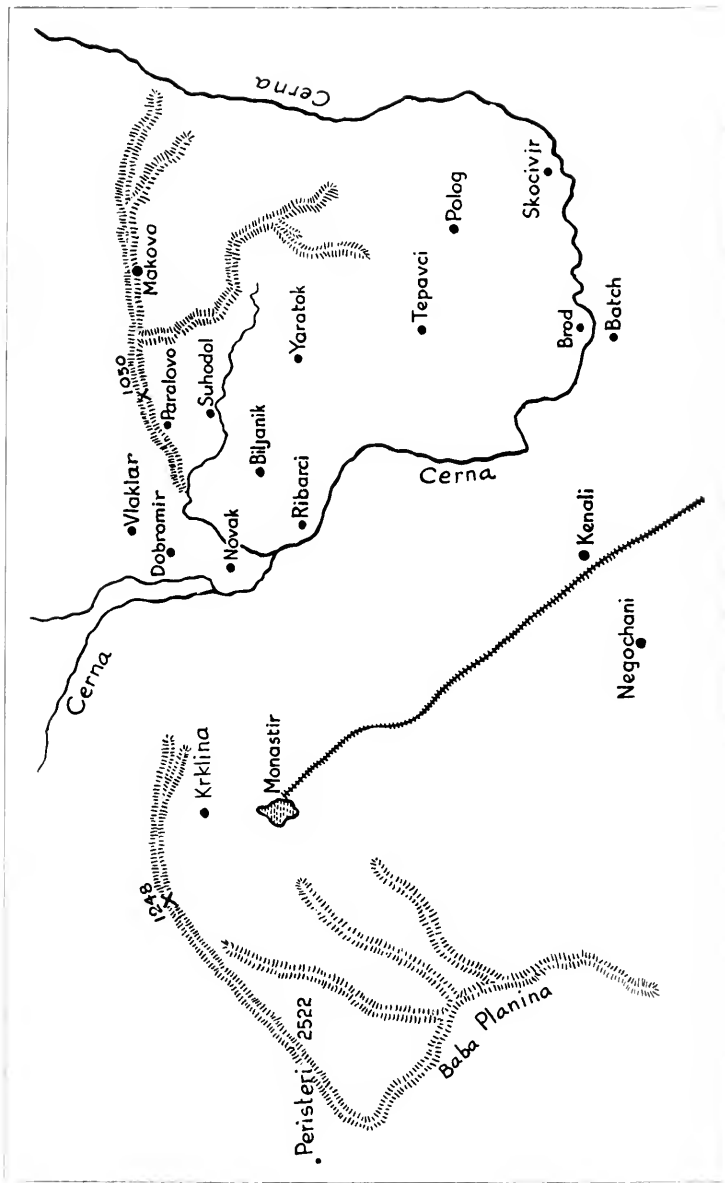 Cerna
Vlaklar
Dobromir
Novak
1050
Paralovo
Suhodol
Makovo
Cerna
Biljanik
Ribarci
Yaratok
Tepavci
Polog
Skocivir
Brod
Batch
Cerna
Kenali
Negochani
Monastir
Krklina
1248
Peristeri 2522
Baba Planina